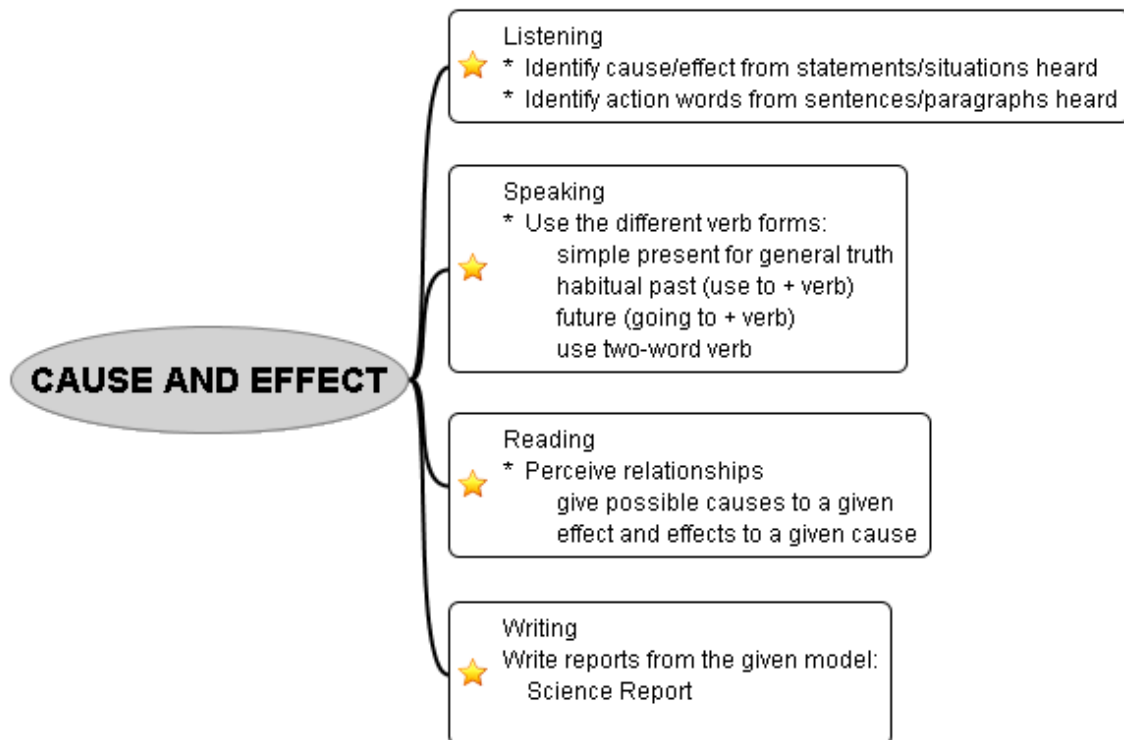 Listening
* Identify cause/effect from statements/situations heard
* Identify action words from sentences/paragraphs heard
Speaking
* Use the different verb forms:
simple present for general truth
habitual past (use to + verb)
future (going to + verb)
use two-word verb
CAUSE AND EFFECT
Reading
* Perceive relationships
give possible causes to a given
effect and effects to a given cause
Writing
Write reports from the given model:
Science Report